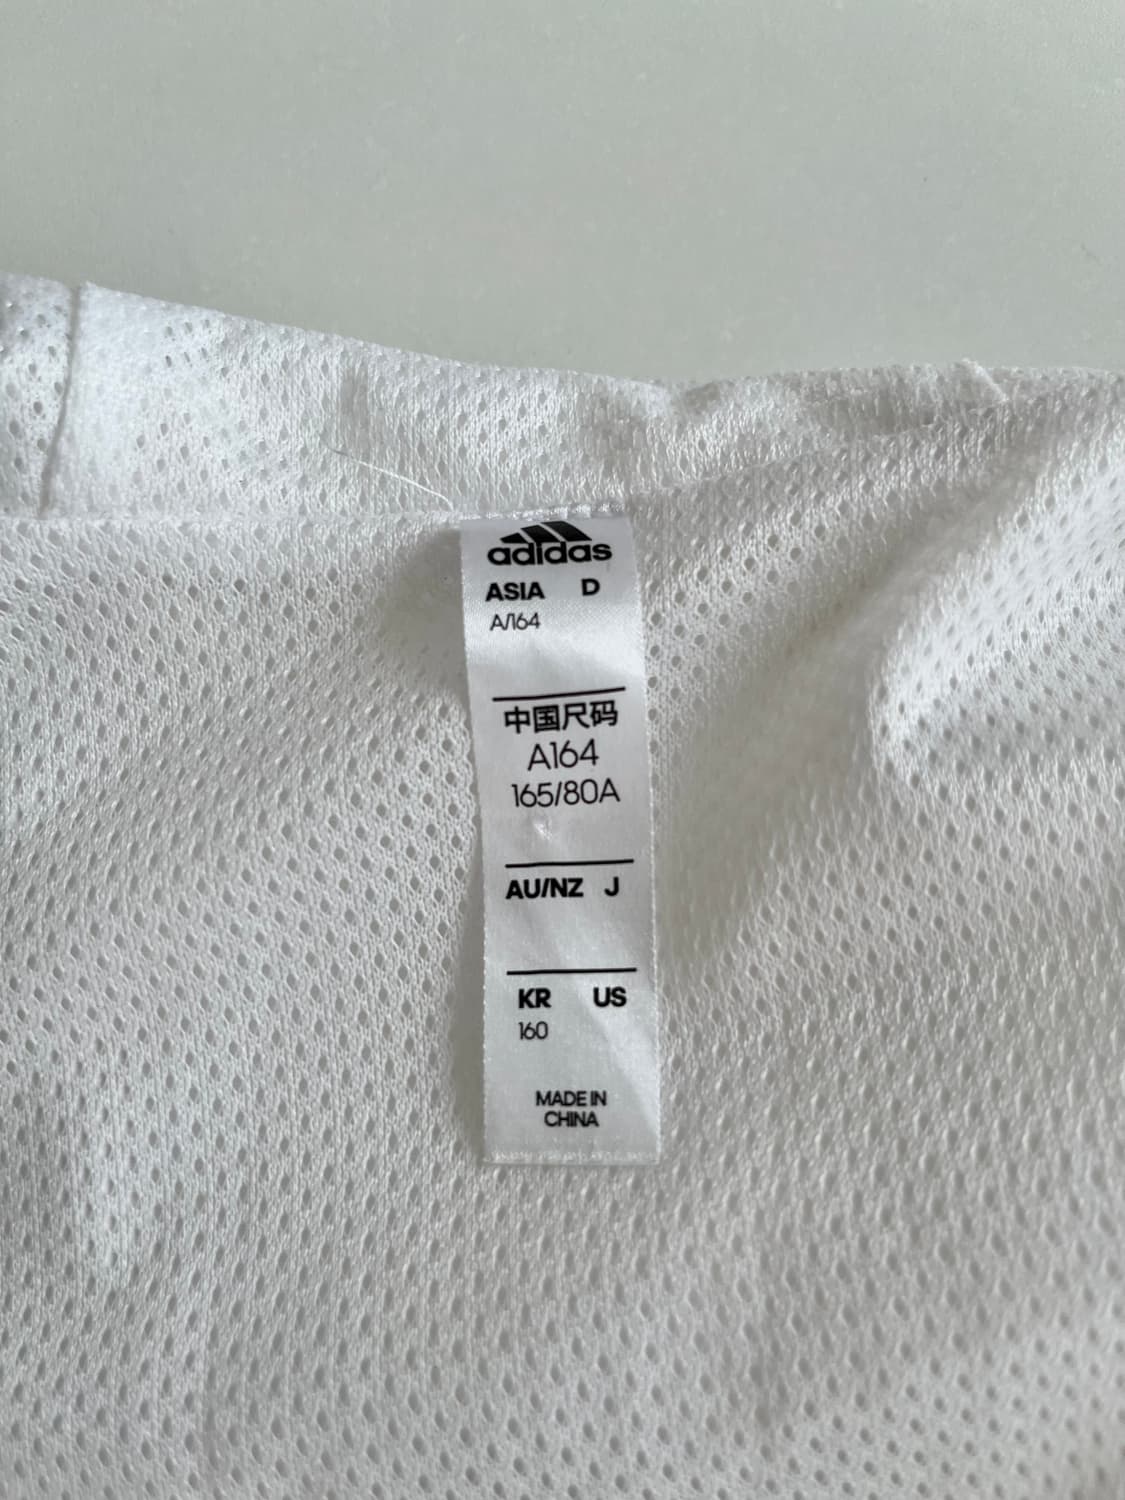 adidas
ASIA D
A/164
中国尺码
A164
165/80A
AU/NZ J
KR US
160
MADE IN
CHINA